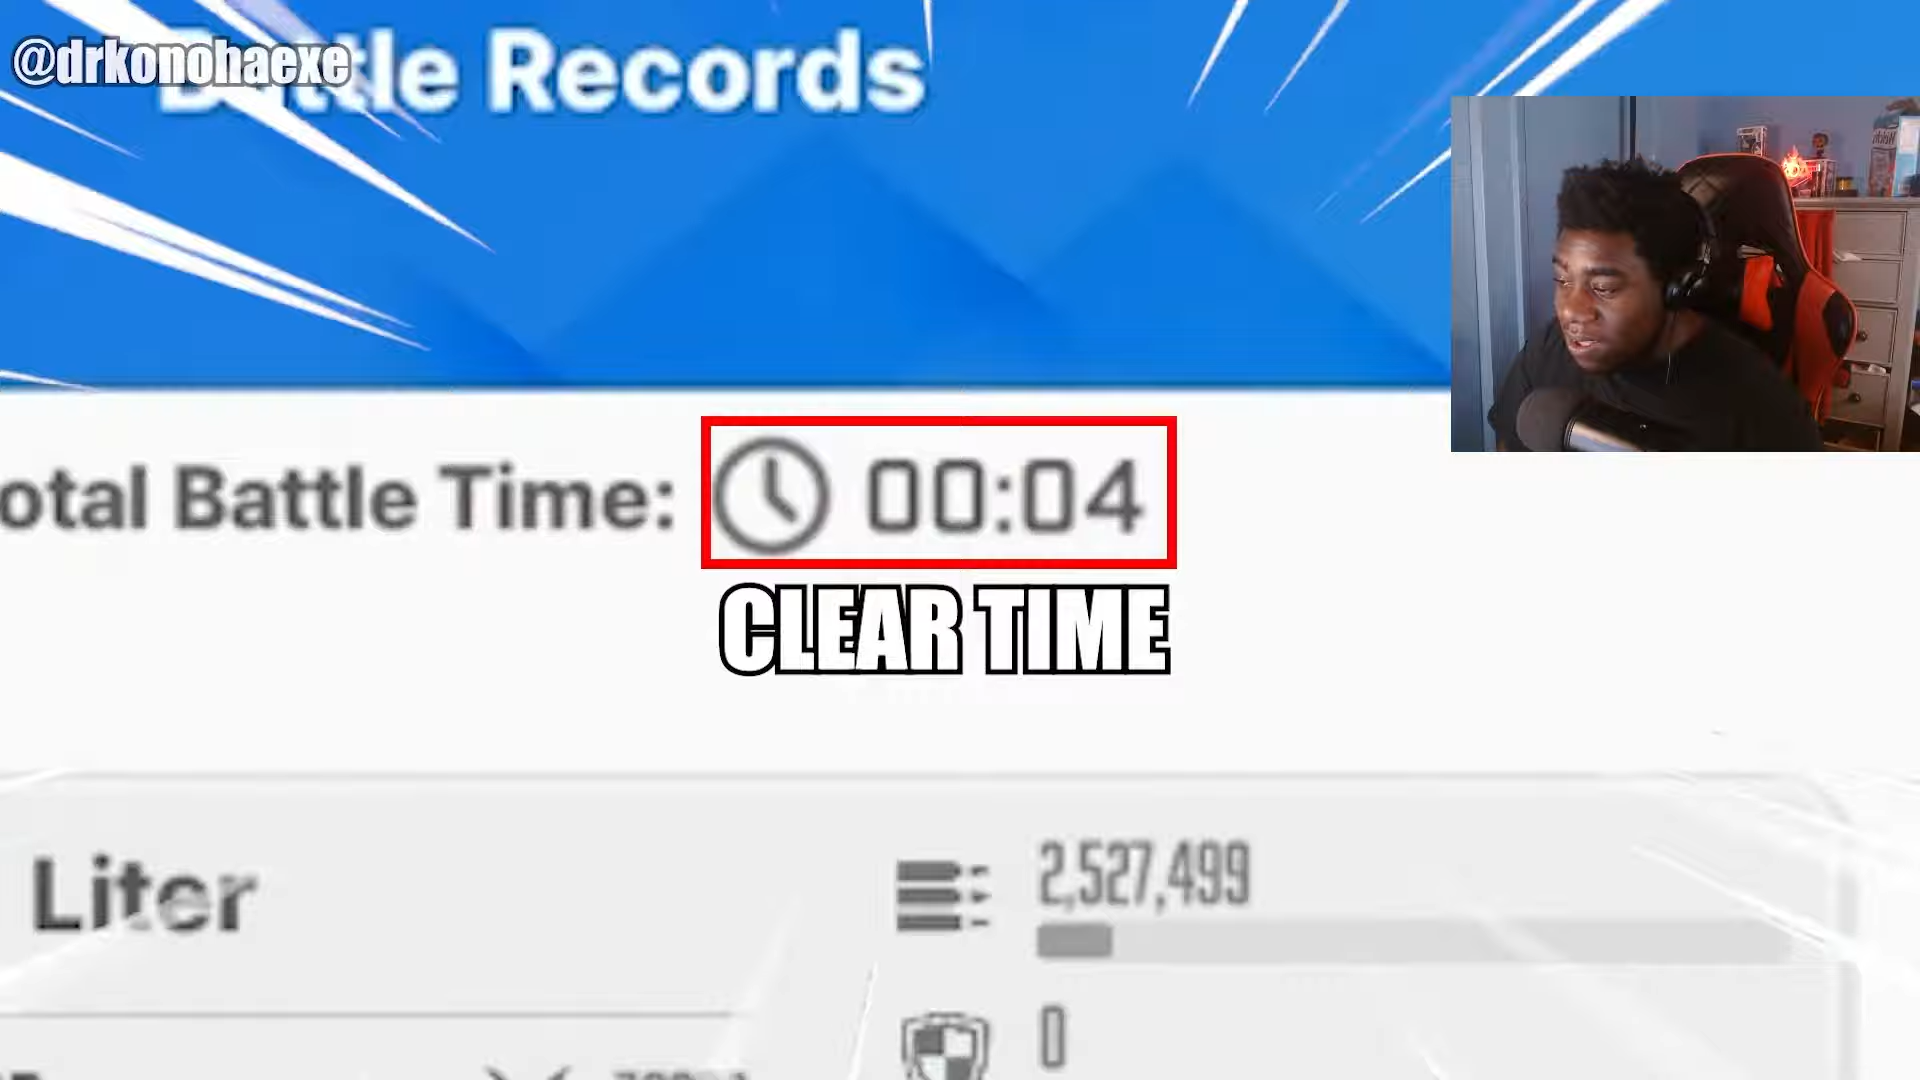 @drkonohaexe
Battle Records
otal Battle Time: 00:04
CLEAR TIME
Liter
2,527,499
0